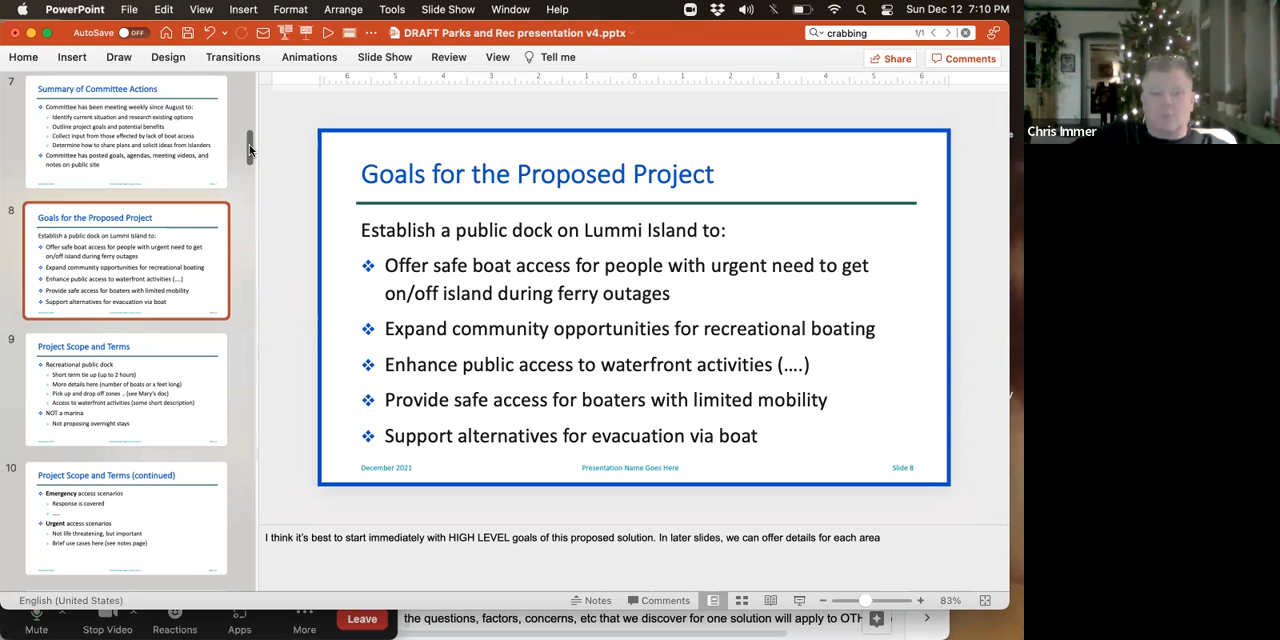 PowerPoint File Edit View Insert Format Arrange Tools Slide Show Window Help Sun Dec 12 7:10 PM
AutoSave OFF DRAFT Parks and Rec presentation v4.pptx crabbing 1/1
Home Insert Draw Design Transitions Animations Slide Show Review View Tell me Share Comments
6 5 4 3 2 1 0 1 2 3 4 5 6
7
Summary of Committee Actions
Committee has been meeting weekly since August to:
Identify current situation and research existing options
Outline project goals and potential benefits
Collect input from those affected by lack of boat access
Determine how to share plans and solicit ideas from islanders
Committee has posted goals, agendas, meeting videos, and
notes on public site
8
Goals for the Proposed Project
Establish a public dock on Lummi Island to:
Offer safe boat access for people with urgent need to get
on/off island during ferry outages
Expand community opportunities for recreational boating
Enhance public access to waterfront activities (....)
Provide safe access for boaters with limited mobility
Support alternatives for evacuation via boat
9
Project Scope and Terms
Recreational public dock
Short term tie up (up to 2 hours)
More details here (number of boats or x feet long)
Pick up and drop off zones .. (see Mary's doc)
Access to waterfront activities (some short description)
NOT a marina
Not proposing overnight stays
10
Project Scope and Terms (continued)
Emergency access scenarios
Response is covered
.....
Urgent access scenarios
Not life threatening, but important
Brief use cases here (see notes page)
Goals for the Proposed Project
Establish a public dock on Lummi Island to:
Offer safe boat access for people with urgent need to get
on/off island during ferry outages
Expand community opportunities for recreational boating
Enhance public access to waterfront activities (....)
Provide safe access for boaters with limited mobility
Support alternatives for evacuation via boat
December 2021 Presentation Name Goes Here Slide 8
I think it's best to start immediately with HIGH LEVEL goals of this proposed solution. In later slides, we can offer details for each area
English (United States) Notes Comments 83%
Mute Stop Video Reactions Apps More Leave
the questions, factors, concerns, etc that we discover for one solution will apply to OTH
Chris Immer